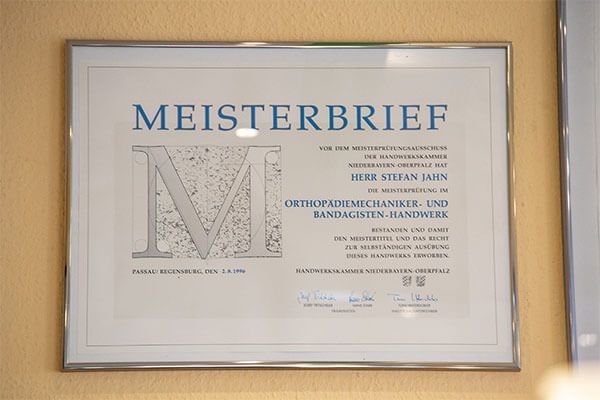 MEISTERBRIEF
VOR DEM MEISTERPRÜFUNGSAUSSCHUSS
DER HANDWERKSKAMMER
NIEDERBAYERN-OBERPFALZ HAT
HERR STEFAN JAHN
DIE MEISTERPRÜFUNG IM
ORTHOPÄDIEMECHANIKER- UND
BANDAGISTEN-HANDWERK
BESTANDEN UND DAMIT
DEN MEISTERTITEL UND DAS RECHT
ZUR SELBSTÄNDIGEN AUSÜBUNG
DIESES HANDWERKS ERWORBEN.
M
PASSAU/REGENSBURG, DEN 2.8.1996
HANDWERKSKAMMER NIEDERBAYERN-OBERPFALZ
PRÄSIDENTEN